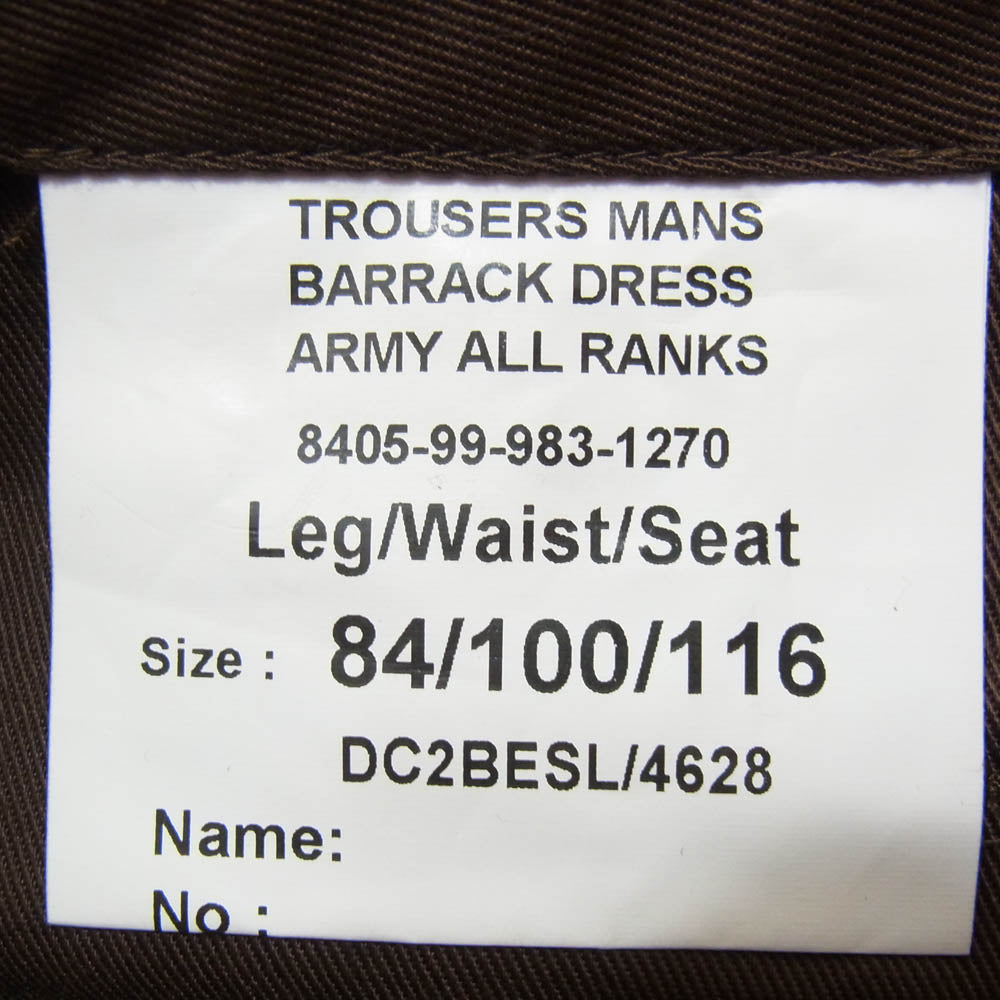 TROUSERS MANS
BARRACK DRESS
ARMY ALL RANKS
8405-99-983-1270
Leg/Waist/Seat
Size : 84/100/116
DC2BESL/4628
Name:
No :